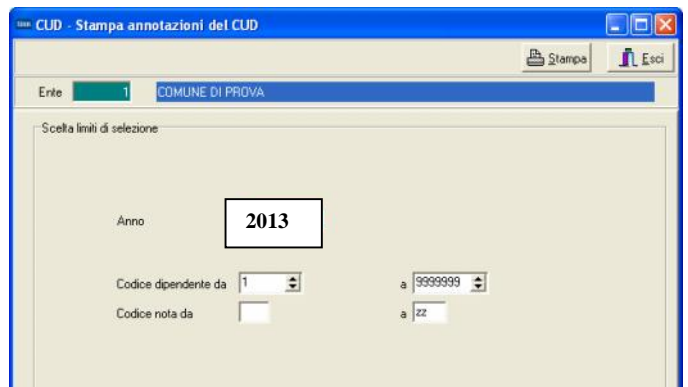 CUD - Stampa annotazioni del CUD
Stampa Esci
Ente 1 COMUNE DI PROVA
Scelta limiti di selezione
Anno 2013
Codice dipendente da 1 a 9999999
Codice nota da a zz